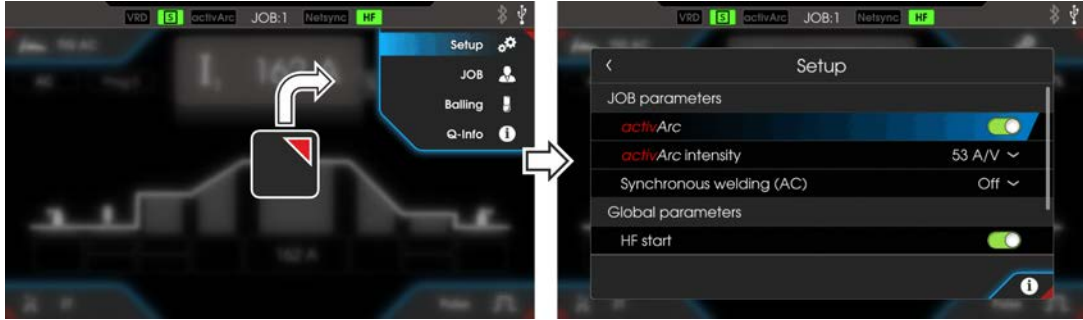 VRD S activArc JOB:1 Netsync HF
Setup
JOB
Balling
Q-Info
162 A
VRD S activArc JOB:1 Netsync HF
Setup
JOB parameters
activArc
activArc intensity 53 A/V
Synchronous welding (AC) Off
Global parameters
HF start